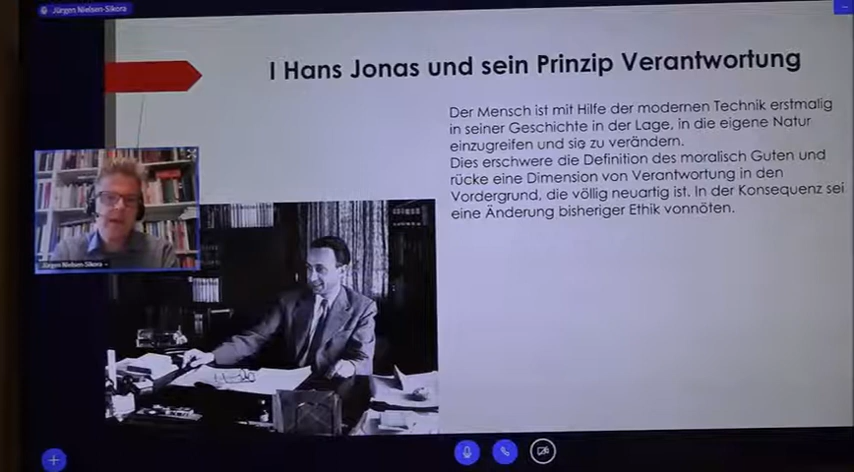 Jürgen Nielsen-Sikora
I Hans Jonas und sein Prinzip Verantwortung
Der Mensch ist mit Hilfe der modernen Technik erstmalig
in seiner Geschichte in der Lage, in die eigene Natur
einzugreifen und sie zu verändern.
Dies erschwere die Definition des moralisch Guten und
rücke eine Dimension von Verantwortung in den
Vordergrund, die völlig neuartig ist. In der Konsequenz sei
eine Änderung bisheriger Ethik vonnöten.
Jürgen Nielsen-Sikora